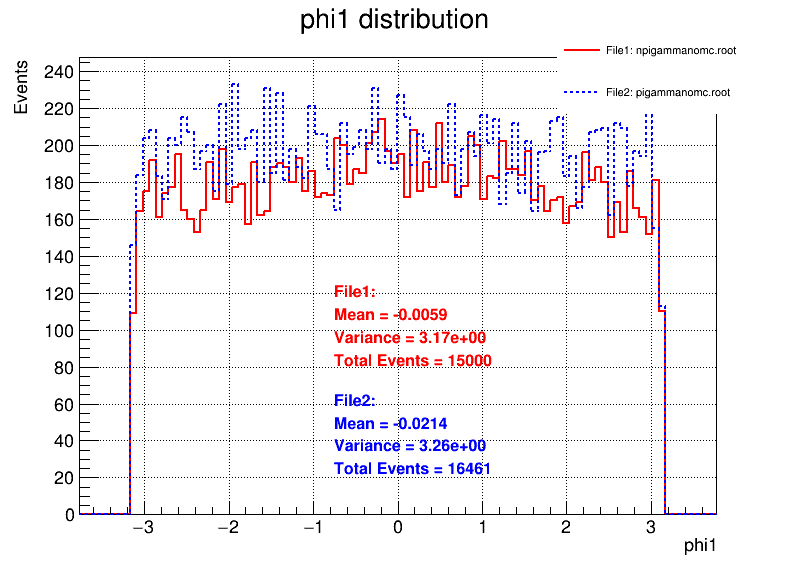 phi1 distribution
File1: npigammanomc.root
File2: pigammanomc.root
Events
240
220
200
180
160
140
120
100
80
60
40
20
0
File1:
Mean = -0.0059
Variance = 3.17e+00
Total Events = 15000
File2:
Mean = -0.0214
Variance = 3.26e+00
Total Events = 16461
−3 −2 −1 0 1 2 3
phi1